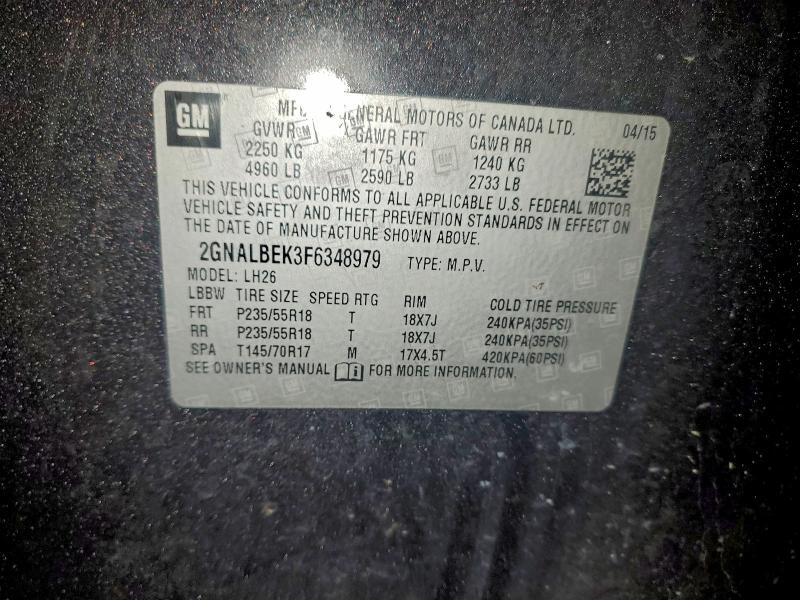 GM
MFD GENERAL MOTORS OF CANADA LTD. 04/15
GVWR GAWR FRT GAWR RR
2250 KG 1175 KG 1240 KG
4960 LB 2590 LB 2733 LB
THIS VEHICLE CONFORMS TO ALL APPLICABLE U.S. FEDERAL MOTOR
VEHICLE SAFETY AND THEFT PREVENTION STANDARDS IN EFFECT ON
THE DATE OF MANUFACTURE SHOWN ABOVE.
2GNALBEK3F6348979 TYPE: M.P.V.
MODEL: LH26
LBBW TIRE SIZE SPEED RTG RIM COLD TIRE PRESSURE
FRT P235/55R18 T 18X7J 240KPA(35PSI)
RR P235/55R18 T 18X7J 240KPA(35PSI)
SPA T145/70R17 M 17X4.5T 420KPA(60PSI)
SEE OWNER'S MANUAL FOR MORE INFORMATION.